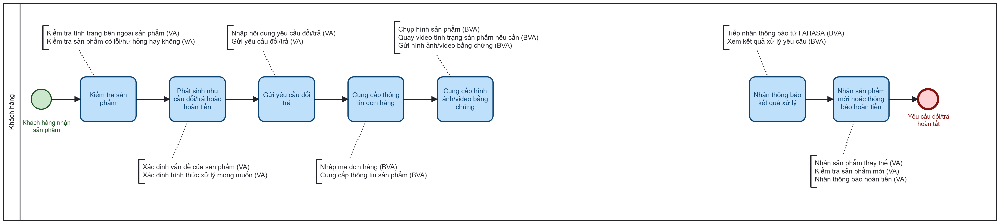 Khách hàng
Khách hàng nhận
sản phẩm
Kiểm tra tình trạng bên ngoài sản phẩm (VA)
Kiểm tra sản phẩm có lỗi/hư hỏng hay không (VA)
Kiểm tra sản
phẩm
Phát sinh nhu
cầu đổi/trả hoặc
hoàn tiền
Xác định vấn đề của sản phẩm (VA)
Xác định hình thức xử lý mong muốn (VA)
Nhập nội dung yêu cầu đổi/trả (VA)
Gửi yêu cầu đổi/trả (VA)
Gửi yêu cầu đổi
trả
Cung cấp thông
tin đơn hàng
Nhập mã đơn hàng (BVA)
Cung cấp thông tin sản phẩm (BVA)
Chụp hình sản phẩm (BVA)
Quay video tình trạng sản phẩm nếu cần (BVA)
Gửi hình ảnh/video bằng chứng (BVA)
Cung cấp hình
ảnh/video bằng
chứng
Tiếp nhận thông báo từ FAHASA (BVA)
Xem kết quả xử lý yêu cầu (BVA)
Nhận thông báo
kết quả xử lý
Nhận sản phẩm
mới hoặc thông
báo hoàn tiền
Nhận sản phẩm thay thế (VA)
Kiểm tra sản phẩm mới (VA)
Nhận thông báo hoàn tiền (VA)
Yêu cầu đổi/trả
hoàn tất